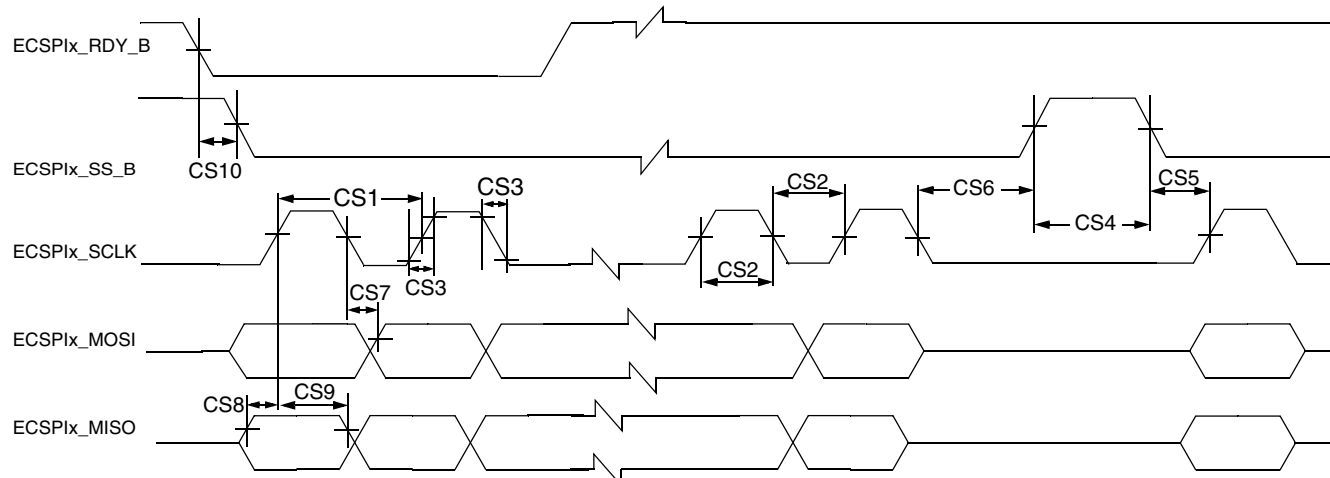 ECSPIx_RDY_B
ECSPIx_SS_B
CS10
CS1
CS3
CS2
CS6
CS5
CS4
ECSPIx_SCLK
CS3
CS2
CS7
ECSPIx_MOSI
CS8
CS9
ECSPIx_MISO